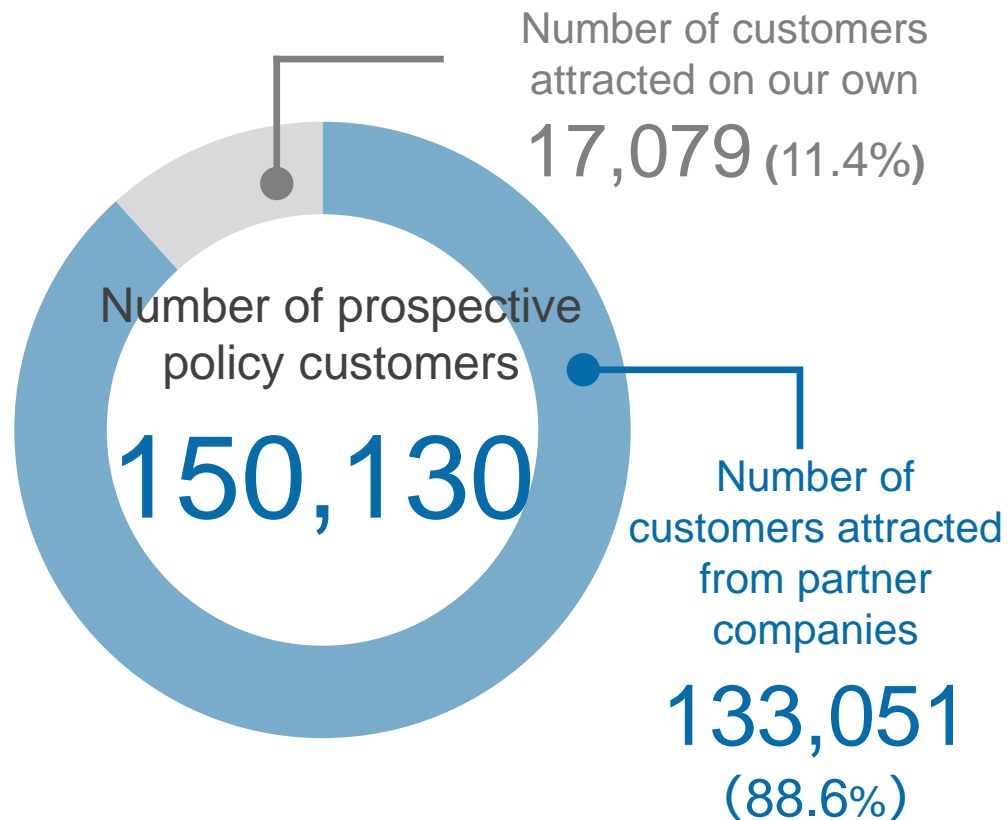 Number of customers
attracted on our own
17,079 (11.4%)
Number of prospective
policy customers
150,130
Number of
customers attracted
from partner
companies
133,051
(88.6%)